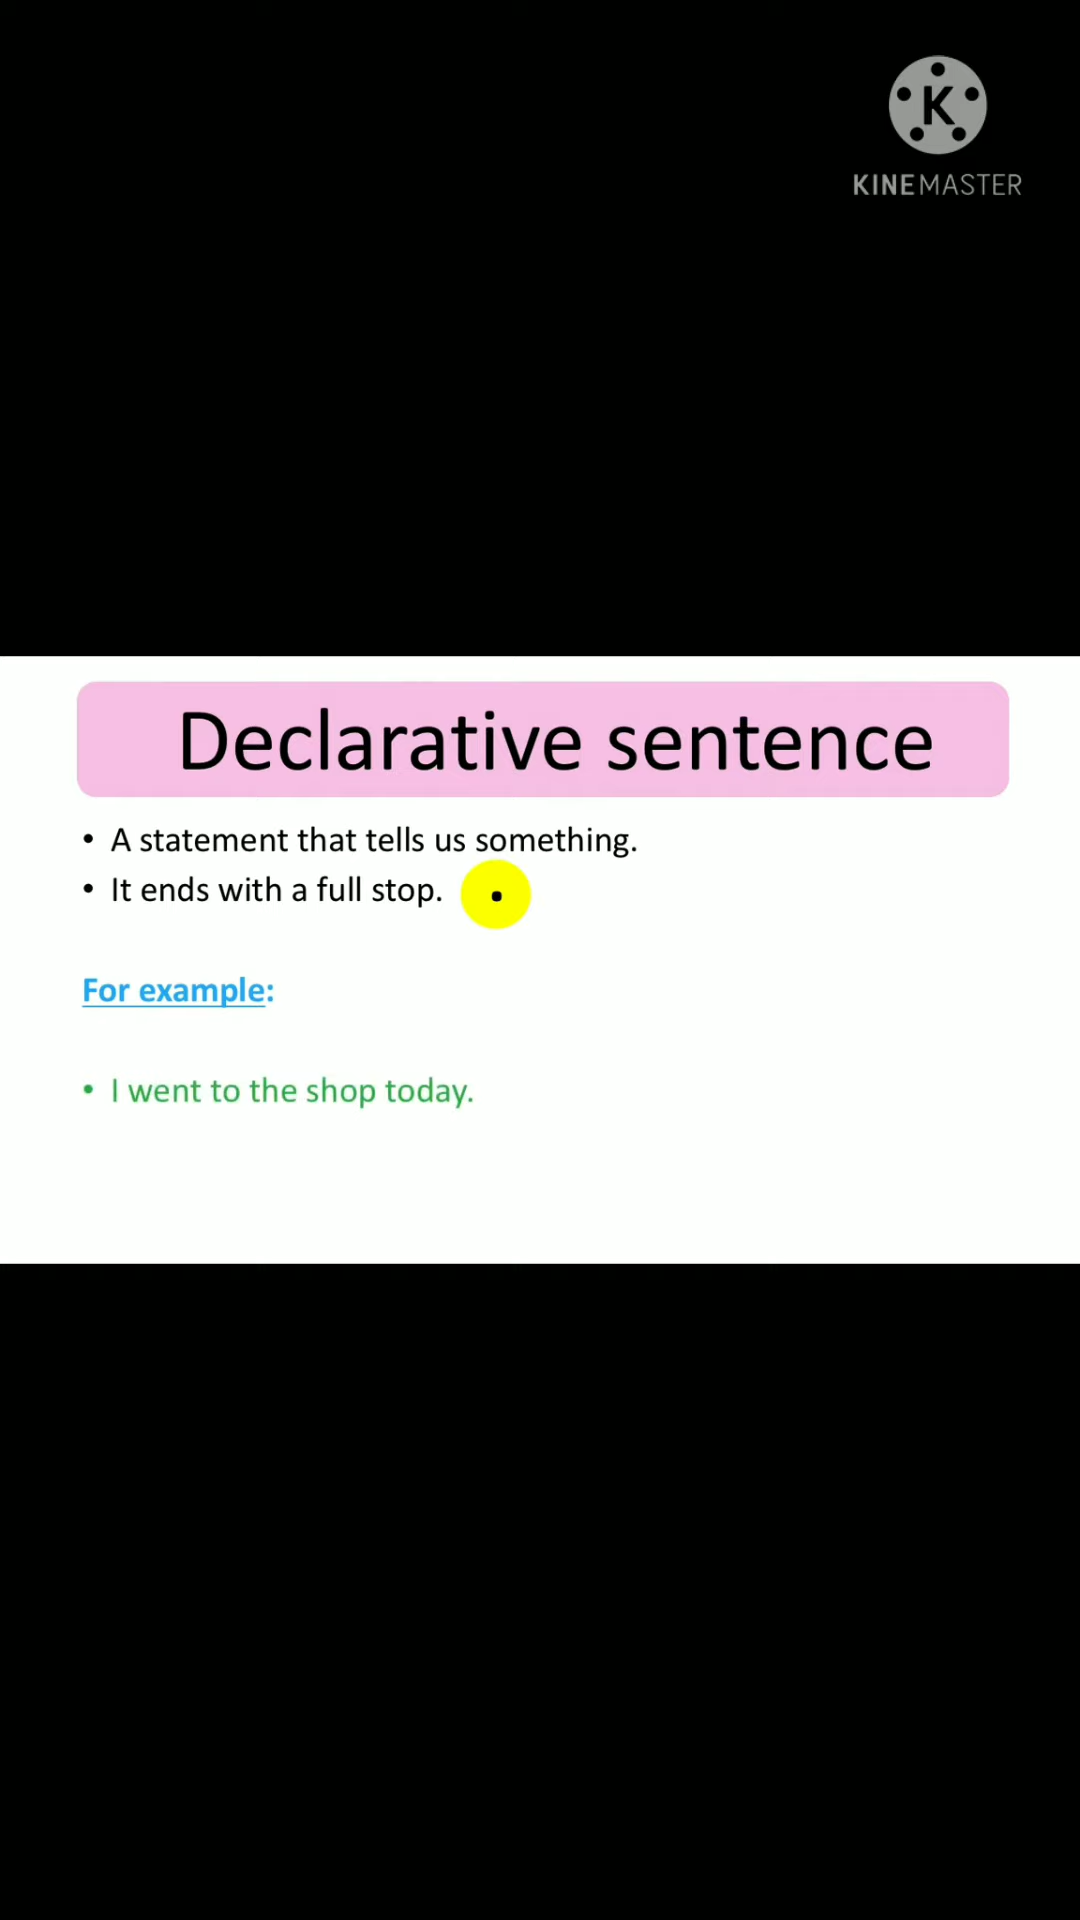 K
KINEMASTER
Declarative sentence
• A statement that tells us something.
• It ends with a full stop. .
For example:
• I went to the shop today.